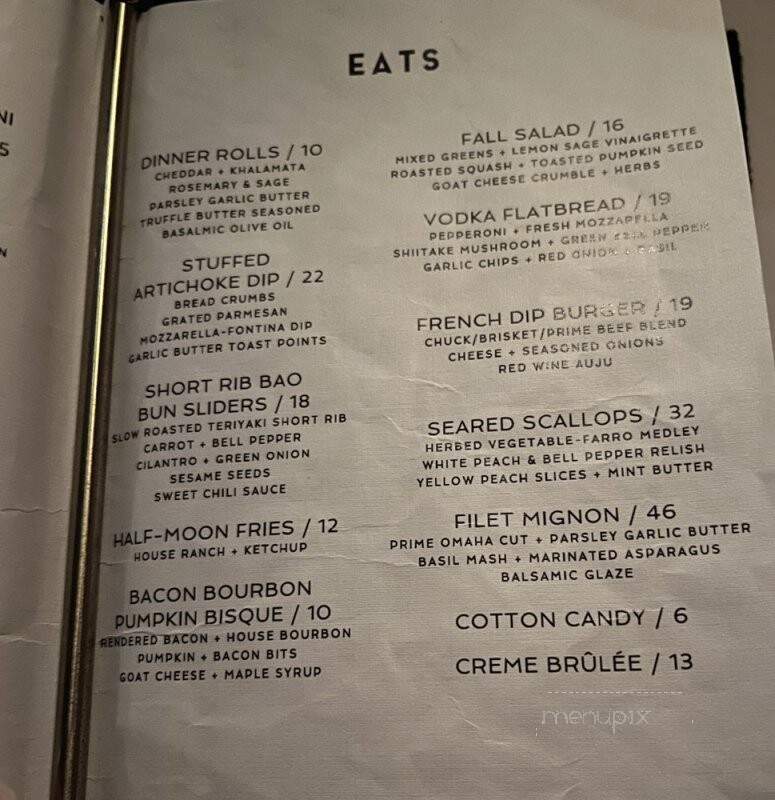 NI
S
N
EATS
DINNER ROLLS / 10
CHEDDAR + KHALAMATA
ROSEMARY & SAGE
PARSLEY GARLIC BUTTER
TRUFFLE BUTTER SEASONED
BASALMIC OLIVE OIL
STUFFED
ARTICHOKE DIP / 22
BREAD CRUMBS
GRATED PARMESAN
MOZZARELLA-FONTINA DIP
GARLIC BUTTER TOAST POINTS
SHORT RIB BAO
BUN SLIDERS / 18
SLOW ROASTED TERIYAKI SHORT RIB
CARROT + BELL PEPPER
CILANTRO + GREEN ONION
SESAME SEEDS
SWEET CHILI SAUCE
HALF-MOON FRIES / 12
HOUSE RANCH + KETCHUP
BACON BOURBON
PUMPKIN BISQUE / 10
RENDERED BACON + HOUSE BOURBON
PUMPKIN + BACON BITS
GOAT CHEESE + MAPLE SYRUP
FALL SALAD / 16
MIXED GREENS + LEMON SAGE VINAIGRETTE
ROASTED SQUASH + TOASTED PUMPKIN SEED
GOAT CHEESE CRUMBLE + HERBS
VODKA FLATBREAD / 19
PEPPERONI + FRESH MOZZARELLA
SHIITAKE MUSHROOM + GREEN BELL PEPPER
GARLIC CHIPS + RED ONION + BASIL
FRENCH DIP BURGER / 19
CHUCK/BRISKET/PRIME BEEF BLEND
CHEESE + SEASONED ONIONS
RED WINE AUJU
SEARED SCALLOPS / 32
HERBED VEGETABLE-FARRO MEDLEY
WHITE PEACH & BELL PEPPER RELISH
YELLOW PEACH SLICES + MINT BUTTER
FILET MIGNON / 46
PRIME OMAHA CUT + PARSLEY GARLIC BUTTER
BASIL MASH + MARINATED ASPARAGUS
BALSAMIC GLAZE
COTTON CANDY / 6
CREME BRÛLÉE / 13
menupix